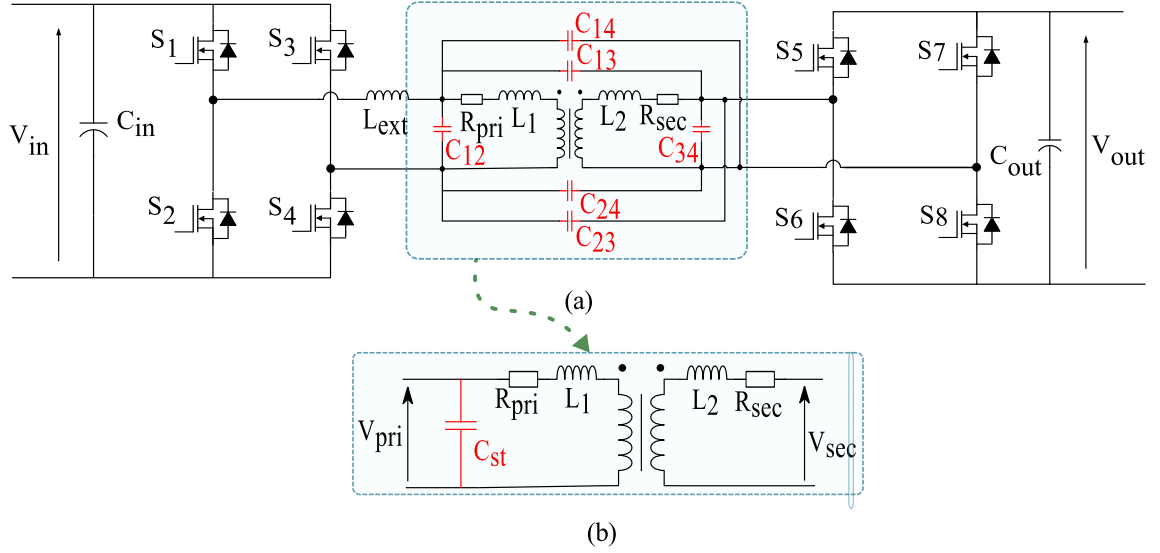 C14
S1
S3
S5
S7
C13
Vin
Cin
Lext
Rpri
L1
L2
Rsec
C12
C34
Cout
Vout
S2
S4
C24
C23
S6
S8
(a)
Rpri
L1
L2
Rsec
Vpri
Cst
Vsec
(b)